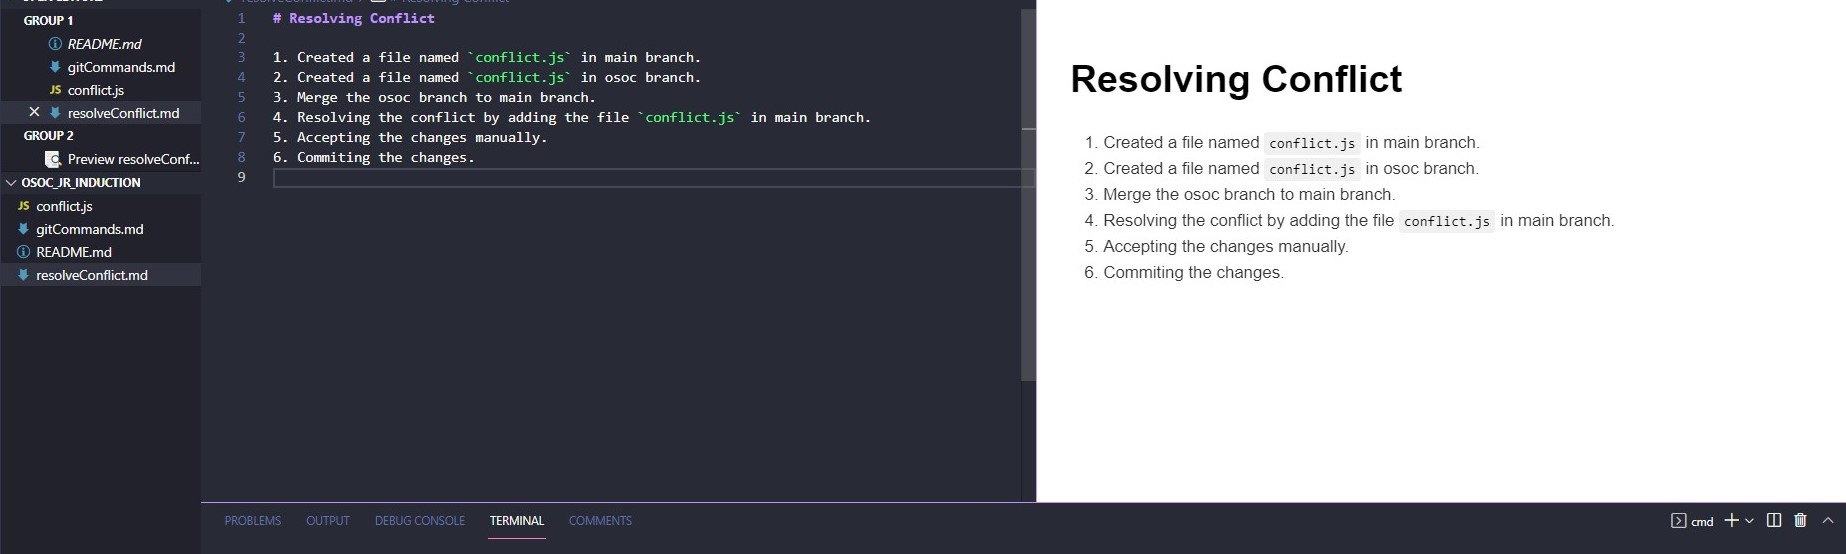 GROUP 1
README.md
gitCommands.md
JS conflict.js
resolveConflict.md
GROUP 2
Preview resolveConf...
OSOC_JR_INDUCTION
JS conflict.js
gitCommands.md
README.md
resolveConflict.md
1 # Resolving Conflict
2
3 1. Created a file named `conflict.js` in main branch.
4 2. Created a file named `conflict.js` in osoc branch.
5 3. Merge the osoc branch to main branch.
6 4. Resolving the conflict by adding the file `conflict.js` in main branch.
7 5. Accepting the changes manually.
8 6. Commiting the changes.
9
Resolving Conflict
1. Created a file named conflict.js in main branch.
2. Created a file named conflict.js in osoc branch.
3. Merge the osoc branch to main branch.
4. Resolving the conflict by adding the file conflict.js in main branch.
5. Accepting the changes manually.
6. Commiting the changes.
PROBLEMS OUTPUT DEBUG CONSOLE TERMINAL COMMENTS
cmd